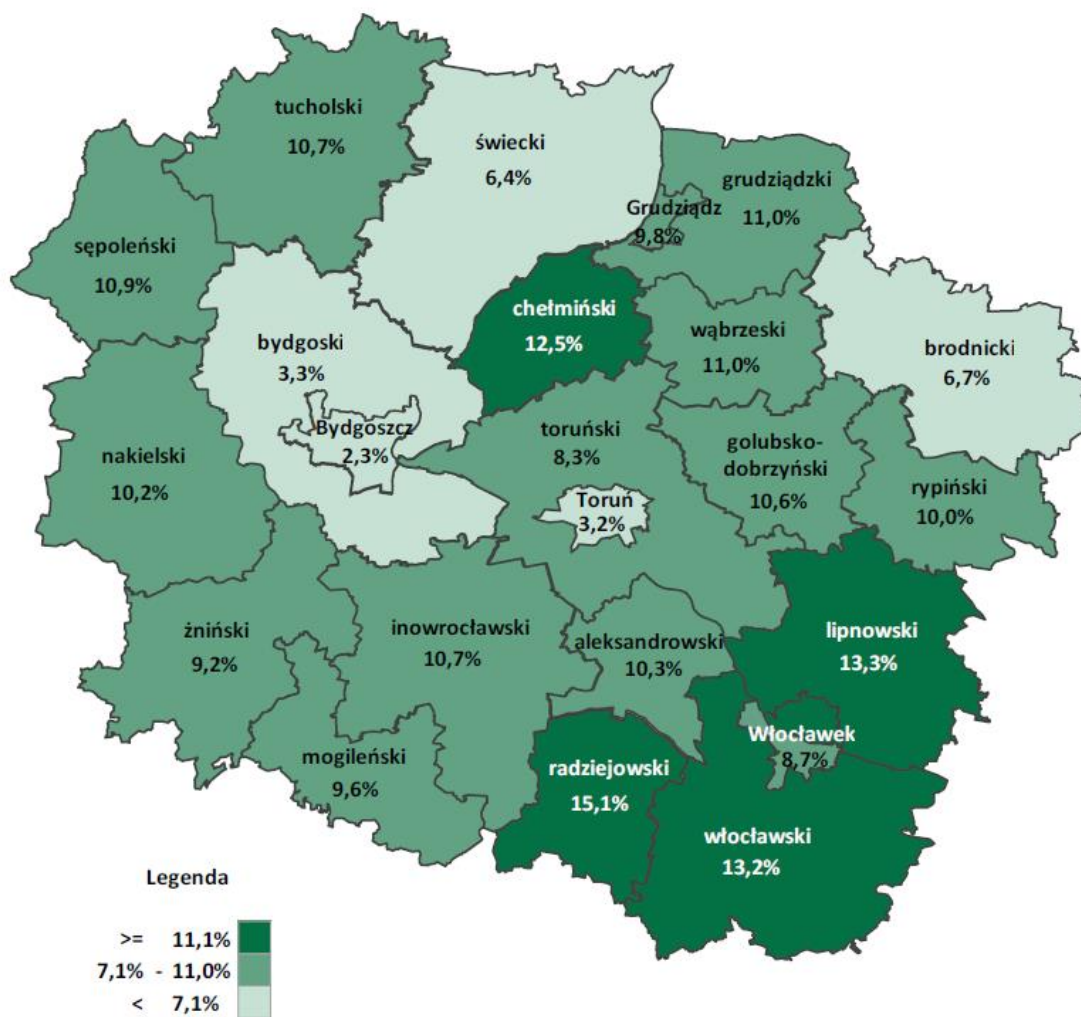 tucholski
10,7%
świecki
6,4%
grudziądzki
11,0%
Grudziądz
9,8%
sępoleński
10,9%
chełmiński
12,5%
wąbrzeski
11,0%
brodnicki
6,7%
bydgoski
3,3%
Bydgoszcz
2,3%
nakielski
10,2%
toruński
8,3%
Toruń
3,2%
golubsko-
dobrzyński
10,6%
rypiński
10,0%
żniński
9,2%
inowrocławski
10,7%
aleksandrowski
10,3%
lipnowski
13,3%
mogileński
9,6%
radziejowski
15,1%
Włocławek
8,7%
włocławski
13,2%
Legenda
>= 11,1%
7,1% - 11,0%
< 7,1%